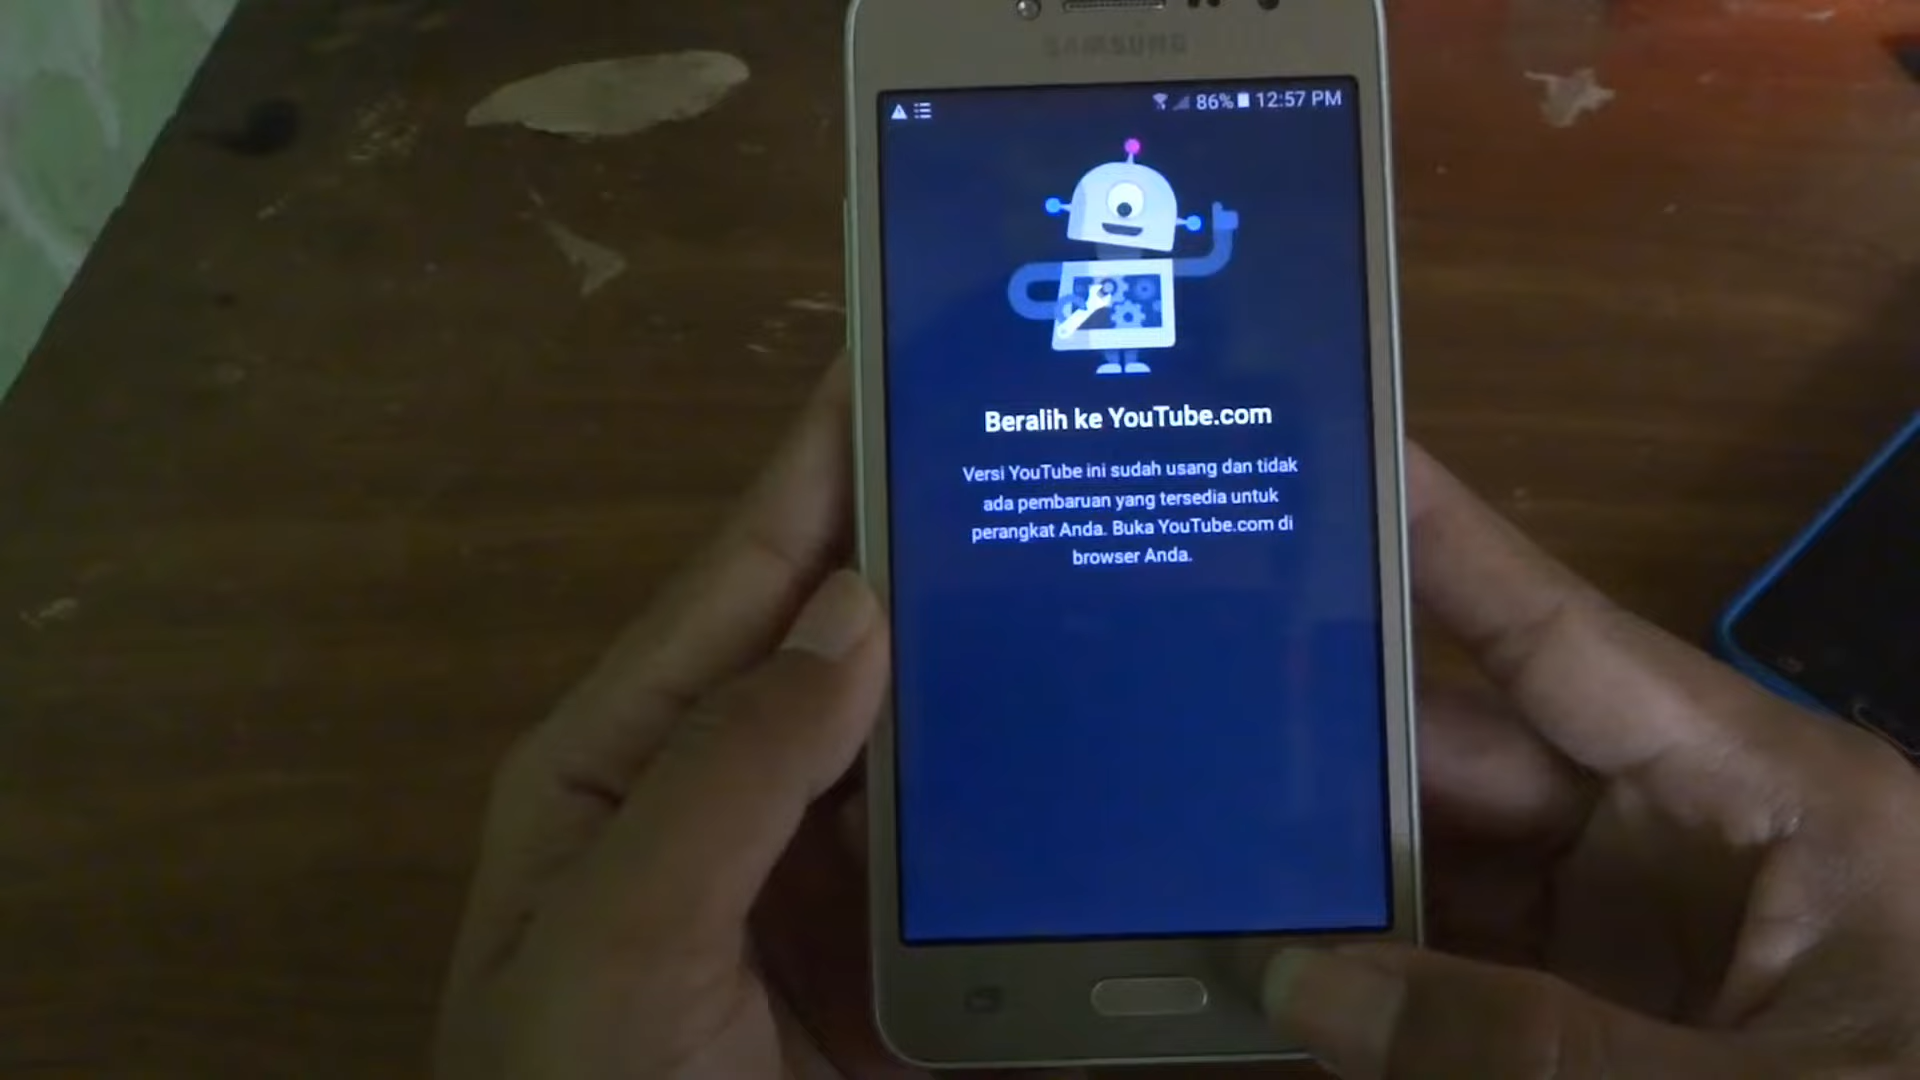 SAMSUNG
86% 12:57 PM
Beralih ke YouTube.com
Versi YouTube ini sudah usang dan tidak
ada pembaruan yang tersedia untuk
perangkat Anda. Buka YouTube.com di
browser Anda.